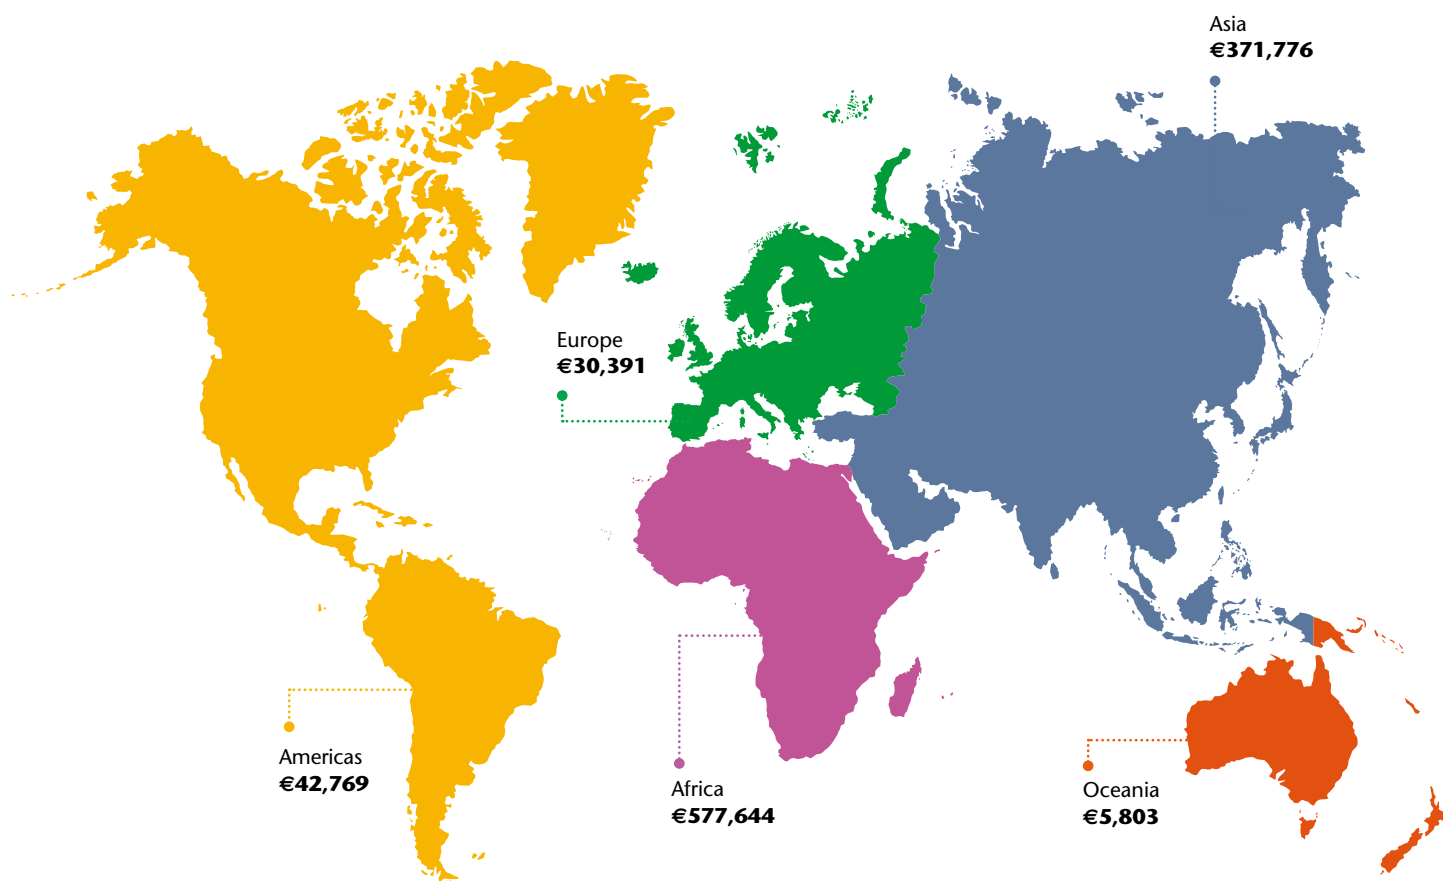 Asia
€371,776
Europe
€30,391
Americas
€42,769
Africa
€577,644
Oceania
€5,803